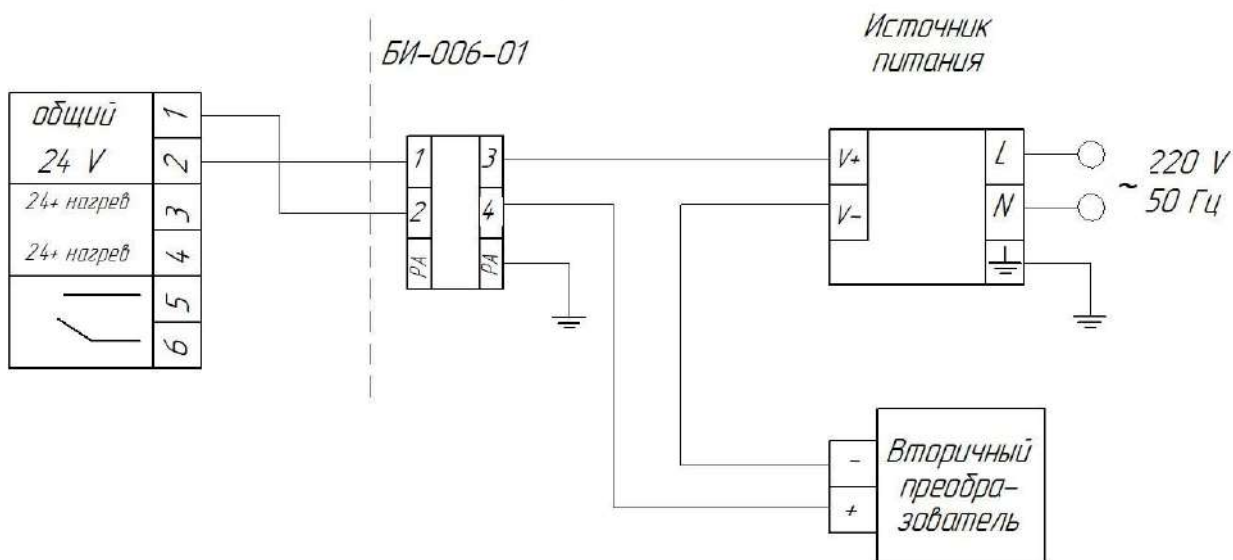 Источник
питания
БИ-006-01
общий 1
24 V 2
24+ нагрев 3
24+ нагрев 4
5
6
1 3
2 4
PA PA
V+ L
V- N
~ 220 V
50 Гц
- Вторичный
преобра-
+ зователь